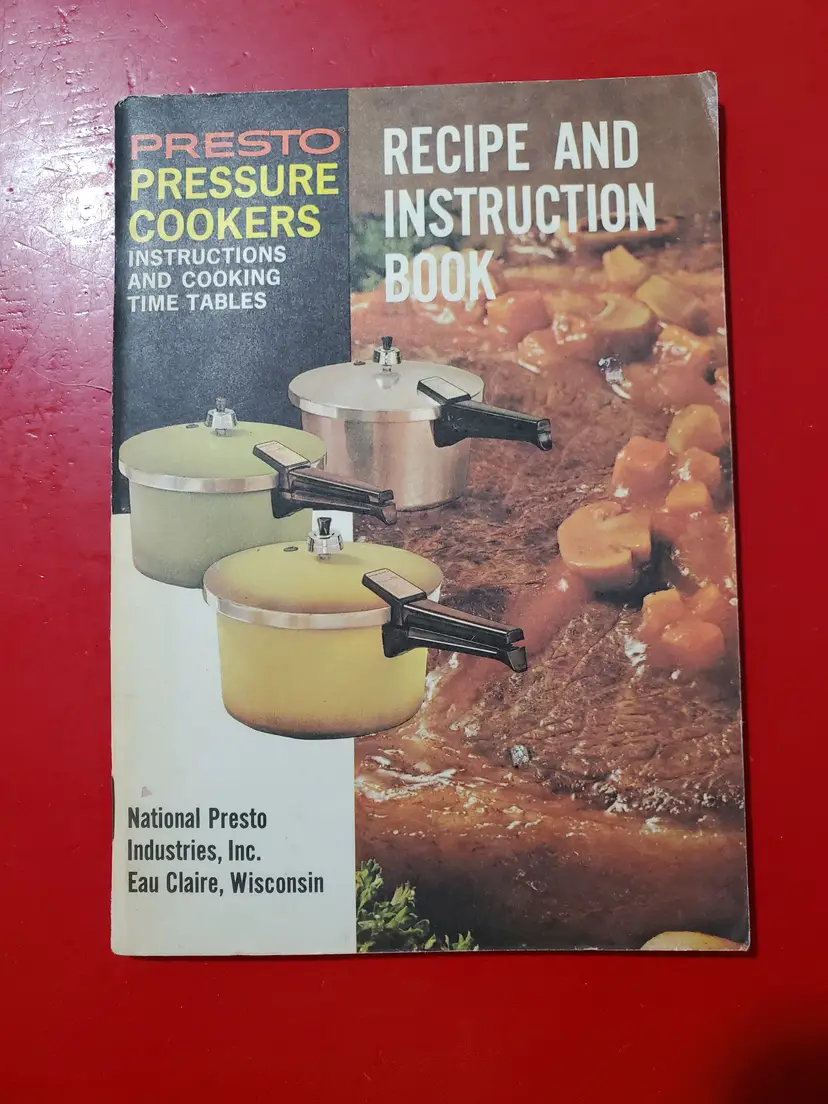 PRESTO®
PRESSURE
COOKERS
INSTRUCTIONS
AND COOKING
TIME TABLES
RECIPE AND
INSTRUCTION
BOOK
National Presto
Industries, Inc.
Eau Claire, Wisconsin